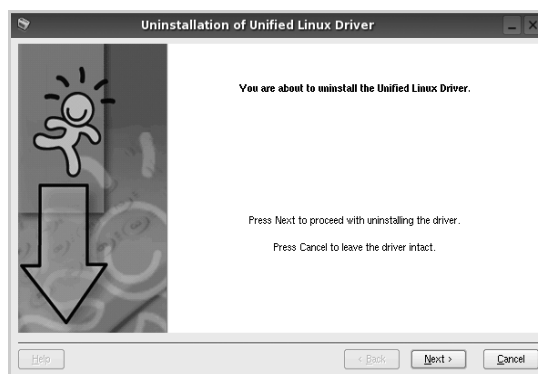 Uninstallation of Unified Linux Driver
You are about to uninstall the Unified Linux Driver.
Press Next to proceed with uninstalling the driver.
Press Cancel to leave the driver intact.
Help
< Back
Next >
Cancel